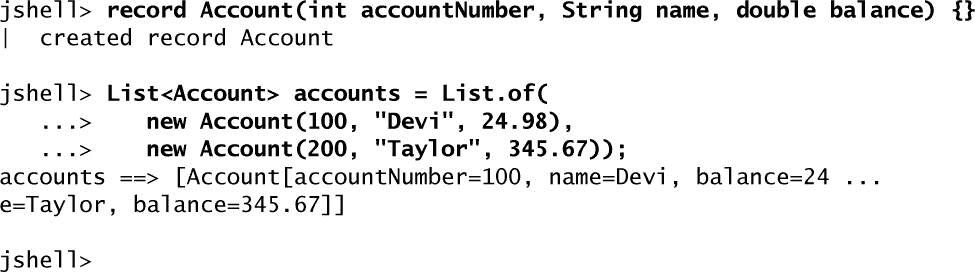 jshell> record Account(int accountNumber, String name, double balance) {}
| created record Account
jshell> List<Account> accounts = List.of(
...> new Account(100, "Devi", 24.98),
...> new Account(200, "Taylor", 345.67));
accounts ==> [Account[accountNumber=100, name=Devi, balance=24 ...
e=Taylor, balance=345.67]]
jshell>